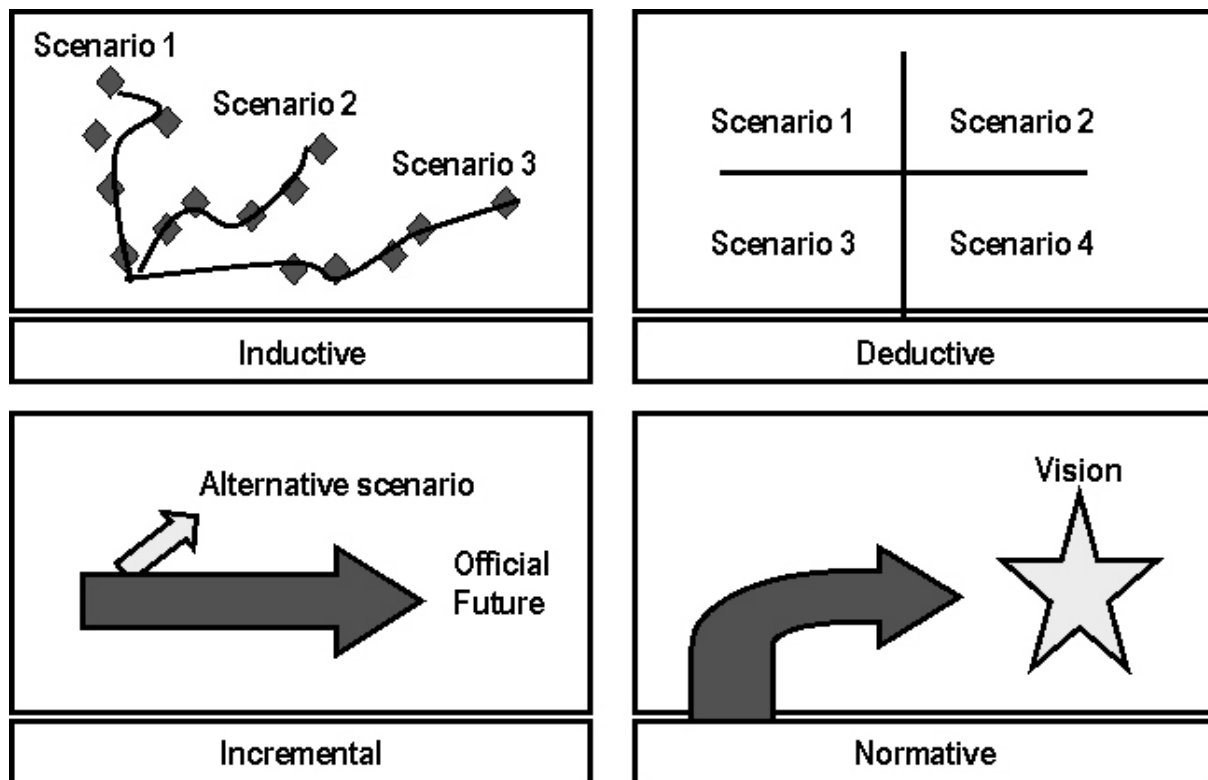 Scenario 1
Scenario 2
Scenario 3
Inductive
Scenario 1
Scenario 2
Scenario 3
Scenario 4
Deductive
Alternative scenario
Official
Future
Incremental
Vision
Normative